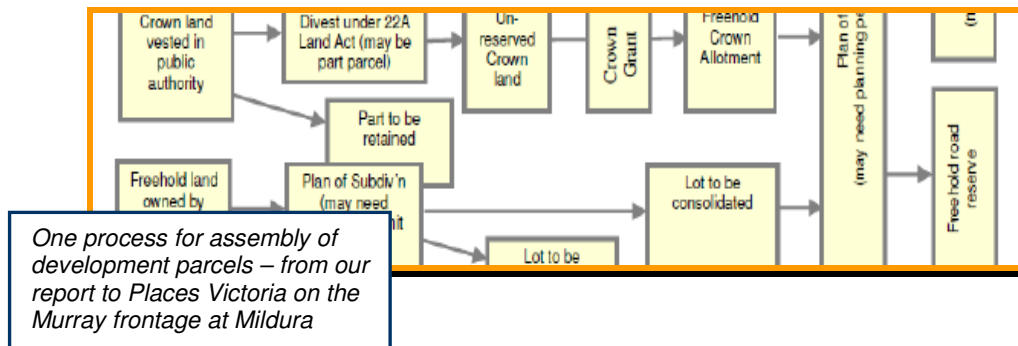 Crown land
vested in
public
authority
Divest under 22A
Land Act (may be
part parcel)
Un-
reserved
Crown
land
Crown
Grant
Freehold
Crown
Allotment
Plan of
(may need planning pe
Part to be
retained
Freehold land
owned by
Plan of Subdiv'n
(may need
Lot to be
consolidated
Lot to be
Freehold road
reserve
One process for assembly of
development parcels – from our
report to Places Victoria on the
Murray frontage at Mildura